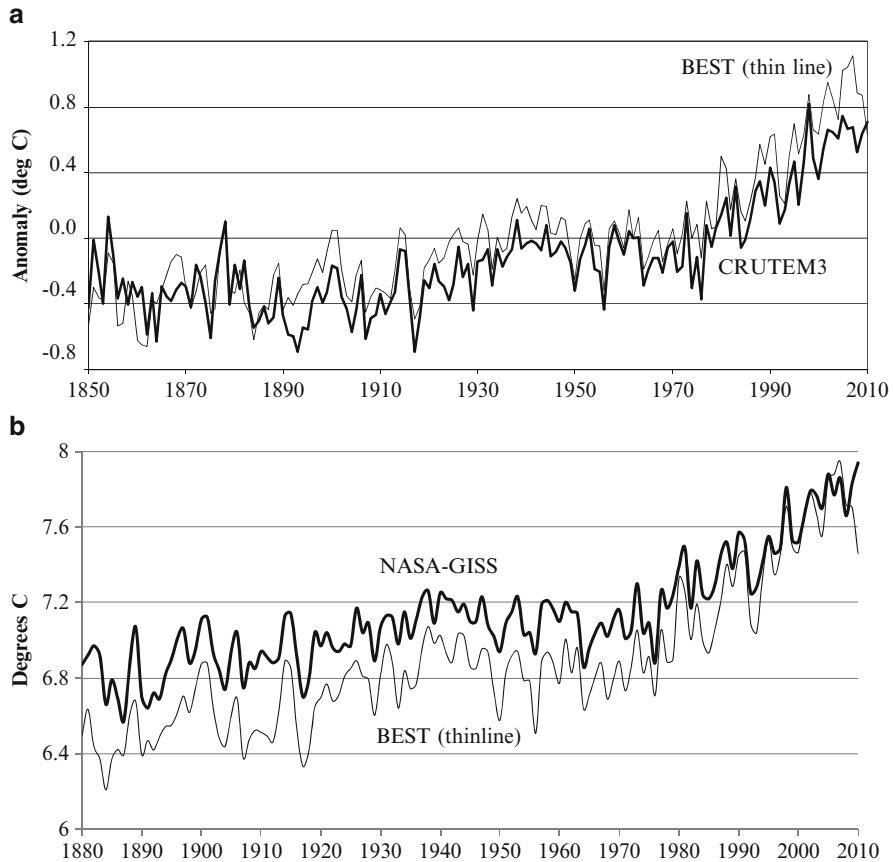 a
1.2
BEST (thin line)
0.8
0.4
0.0
CRUTEM3
-0.4
-0.8
Anomaly (deg C)
1850 1870 1890 1910 1930 1950 1970 1990 2010
b
8
7.6
NASA-GISS
7.2
6.8
BEST (thinline)
6.4
6
Degrees C
1880 1890 1900 1910 1920 1930 1940 1950 1960 1970 1980 1990 2000 2010